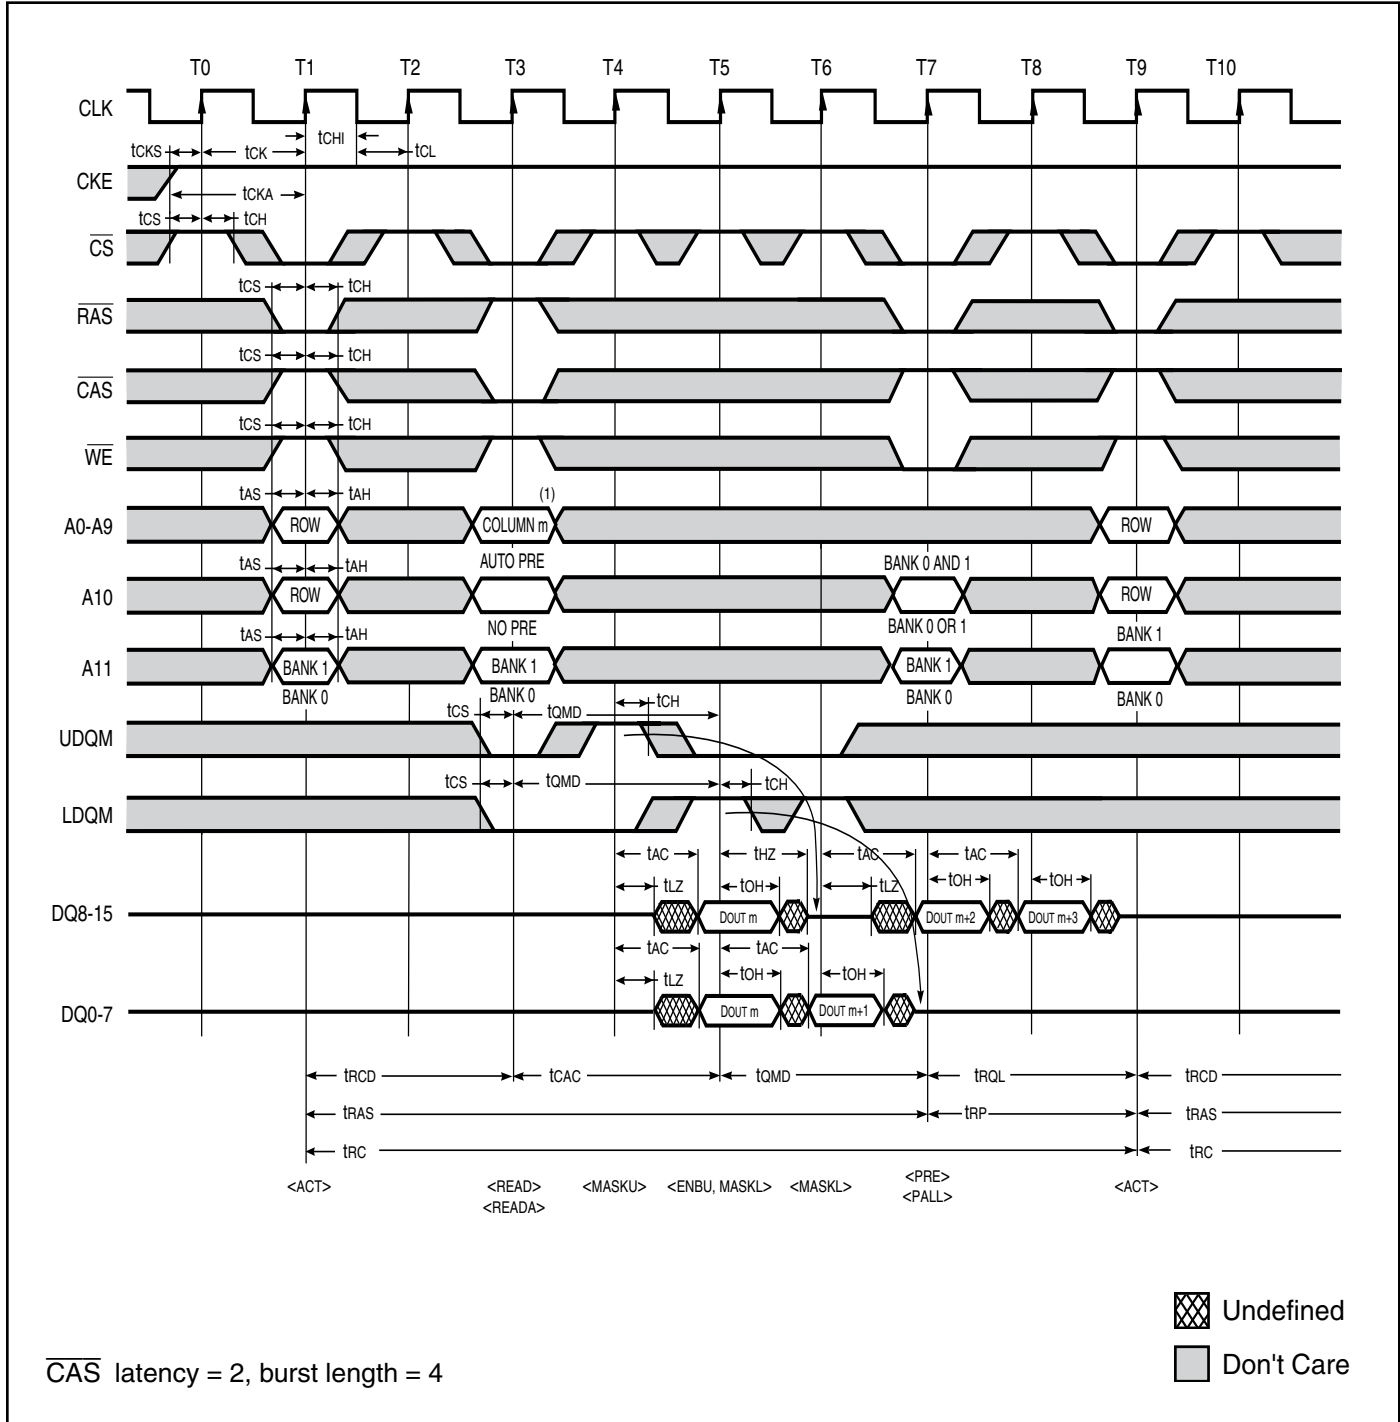 T0 T1 T2 T3 T4 T5 T6 T7 T8 T9 T10
CLK
tCHI
tCKS tCK tCL
CKE
tCKA
tCS tCH
CS
tCS tCH
RAS
tCS tCH
CAS
tCS tCH
WE
tAS tAH (1)
A0-A9 ROW COLUMN m ROW
tAS tAH AUTO PRE BANK 0 AND 1
A10 ROW ROW
NO PRE BANK 0 OR 1 BANK 1
tAS tAH
A11 BANK 1 BANK 1 BANK 1
BANK 0 BANK 0 BANK 0 BANK 0
tCS tQMD tCH
UDQM
tCS tQMD tCH
LDQM
tAC tHZ tAC tAC
tLZ tOH tLZ tOH tOH
DQ8-15 DOUT m DOUT m+2 DOUT m+3
tAC tAC
tLZ tOH tOH
DQ0-7 DOUT m DOUT m+1
tRCD tCAC tQMD tRQL tRCD
tRAS tRP tRAS
tRC tRC
<ACT> <READ> <MASKU> <ENBU, MASKL> <MASKL> <PRE> <ACT>
<READA> <PALL>
Undefined
Don't Care
CAS latency = 2, burst length = 4